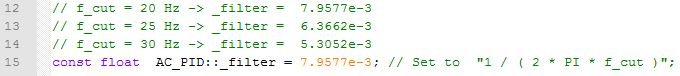 12 // f_cut = 20 Hz -> _filter = 7.9577e-3
13 // f_cut = 25 Hz -> _filter = 6.3662e-3
14 // f_cut = 30 Hz -> _filter = 5.3052e-3
15 const float AC_PID::_filter = 7.9577e-3; // Set to "1 / ( 2 * PI * f_cut )";